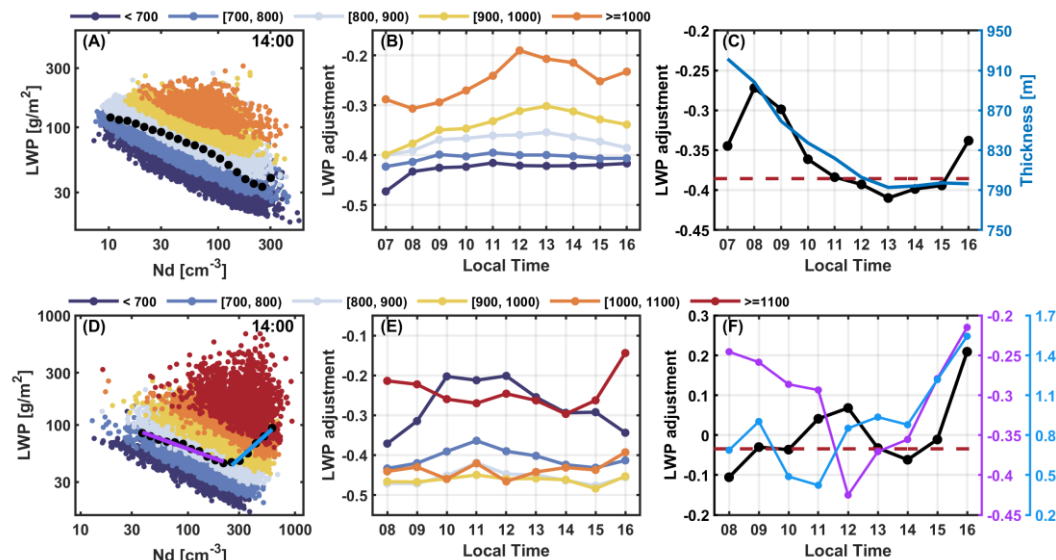 < 700 [700, 800) [800, 900) [900, 1000) >=1000
(A) 14:00
300
100
30
LWP [g/m²]
10 30 100 300
Nd [cm⁻³]
(B)
-0.2
-0.3
-0.4
-0.5
LWP adjustment
07 08 09 10 11 12 13 14 15 16
Local Time
(C)
-0.2
-0.25
-0.3
-0.35
-0.4
-0.45
LWP adjustment
950
910
870
830
790
750
Thickness [m]
07 08 09 10 11 12 13 14 15 16
Local Time
< 700 [700, 800) [800, 900) [900, 1000) [1000, 1100) >=1100
(D) 14:00
1000
300
100
30
LWP [g/m²]
10 30 100 300 1000
Nd [cm⁻³]
(E)
-0.1
-0.2
-0.3
-0.4
-0.5
LWP adjustment
08 09 10 11 12 13 14 15 16
Local Time
(F)
0.3
0.2
0.1
0
-0.1
-0.2
LWP adjustment
-0.2
-0.25
-0.3
-0.35
-0.4
-0.45
1.7
1.4
1.1
0.8
0.5
0.2
08 09 10 11 12 13 14 15 16
Local Time